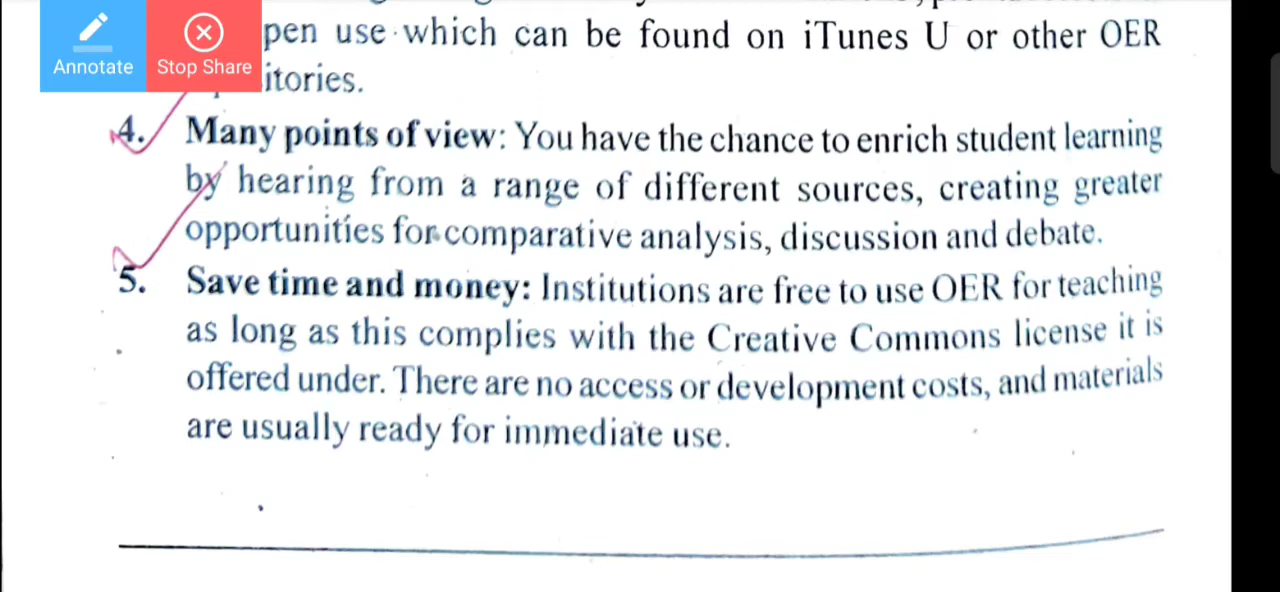 Annotate
Stop Share
pen use which can be found on iTunes U or other OER
itories.
4. Many points of view: You have the chance to enrich student learning
by hearing from a range of different sources, creating greater
opportunities for comparative analysis, discussion and debate.
5. Save time and money: Institutions are free to use OER for teaching
as long as this complies with the Creative Commons license it is
offered under. There are no access or development costs, and materials
are usually ready for immediate use.